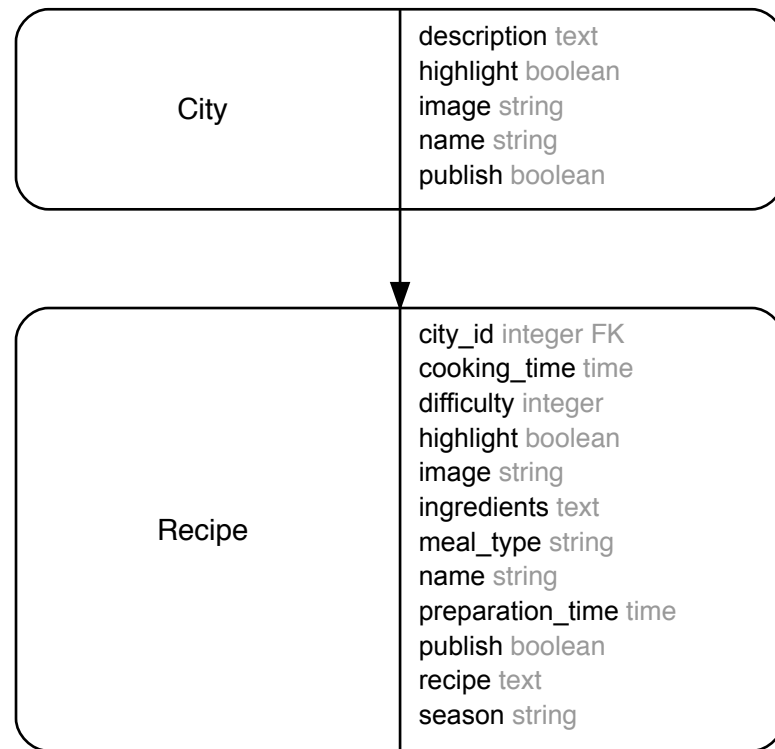 City
description text
highlight boolean
image string
name string
publish boolean
Recipe
city_id integer FK
cooking_time time
difficulty integer
highlight boolean
image string
ingredients text
meal_type string
name string
preparation_time time
publish boolean
recipe text
season string